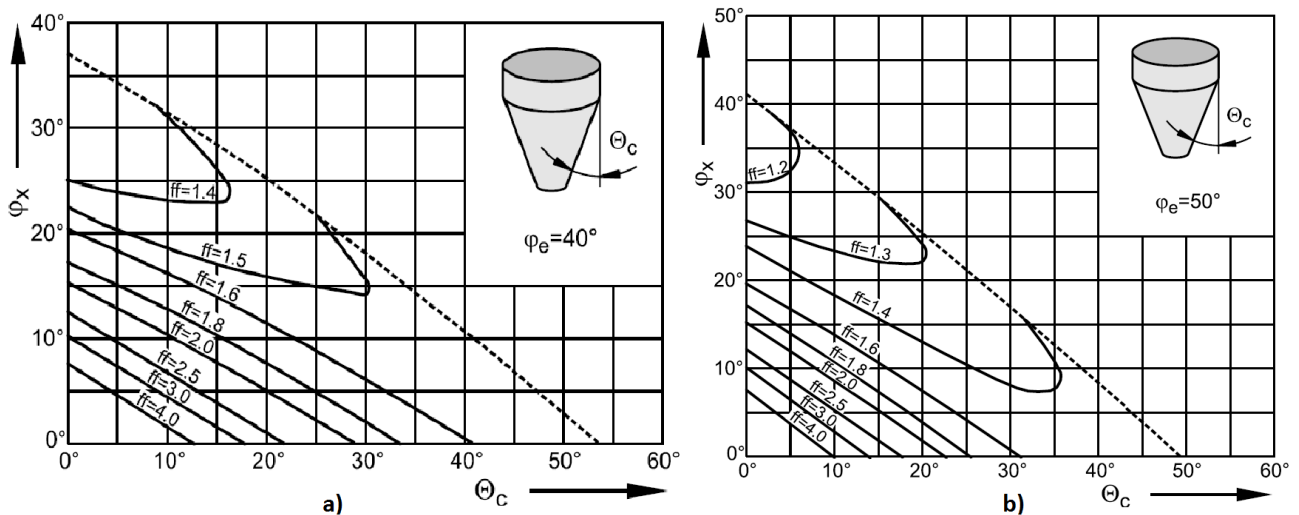 40°
30°
20°
10°
0°
φx
ff=1.4
ff=1.5
ff=1.6
ff=1.8
ff=2.0
ff=2.5
ff=3.0
ff=4.0
Θc
φe=40°
0° 10° 20° 30° 40° 50° 60°
Θc
a)
50°
40°
30°
20°
10°
0°
φx
ff=1.2
ff=1.3
ff=1.4
ff=1.6
ff=1.8
ff=2.0
ff=2.5
ff=3.0
ff=4.0
Θc
φe=50°
0° 10° 20° 30° 40° 50° 60°
Θc
b)